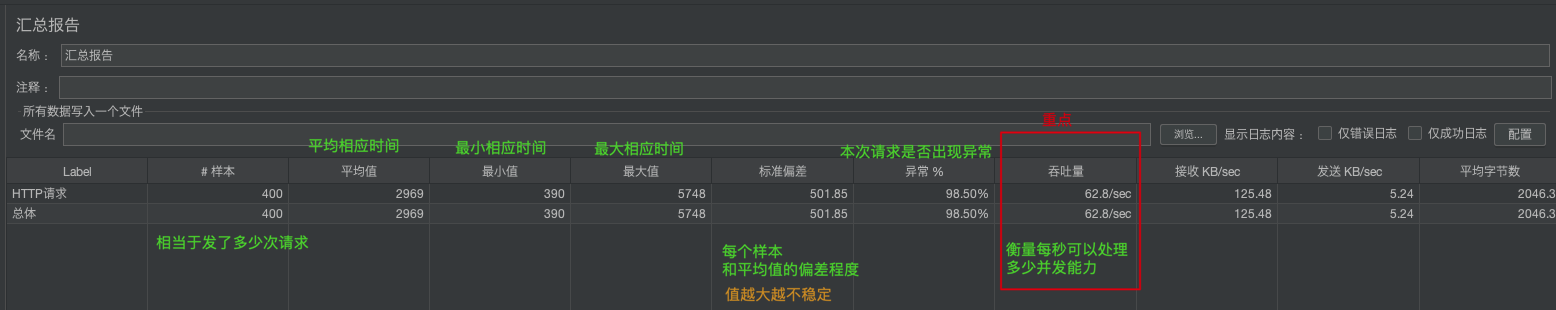 汇总报告
名称： 汇总报告
注释：
所有数据写入一个文件
重点
文件名 浏览... 显示日志内容： 仅错误日志 仅成功日志 配置
平均相应时间 最小相应时间 最大相应时间 本次请求是否出现异常
Label # 样本 平均值 最小值 最大值 标准偏差 异常 % 吞吐量 接收 KB/sec 发送 KB/sec 平均字节数
HTTP请求 400 2969 390 5748 501.85 98.50% 62.8/sec 125.48 5.24 2046.3
总体 400 2969 390 5748 501.85 98.50% 62.8/sec 125.48 5.24 2046.3
相当于发了多少次请求
每个样本
和平均值的偏差程度
值越大越不稳定
衡量每秒可以处理
多少并发能力